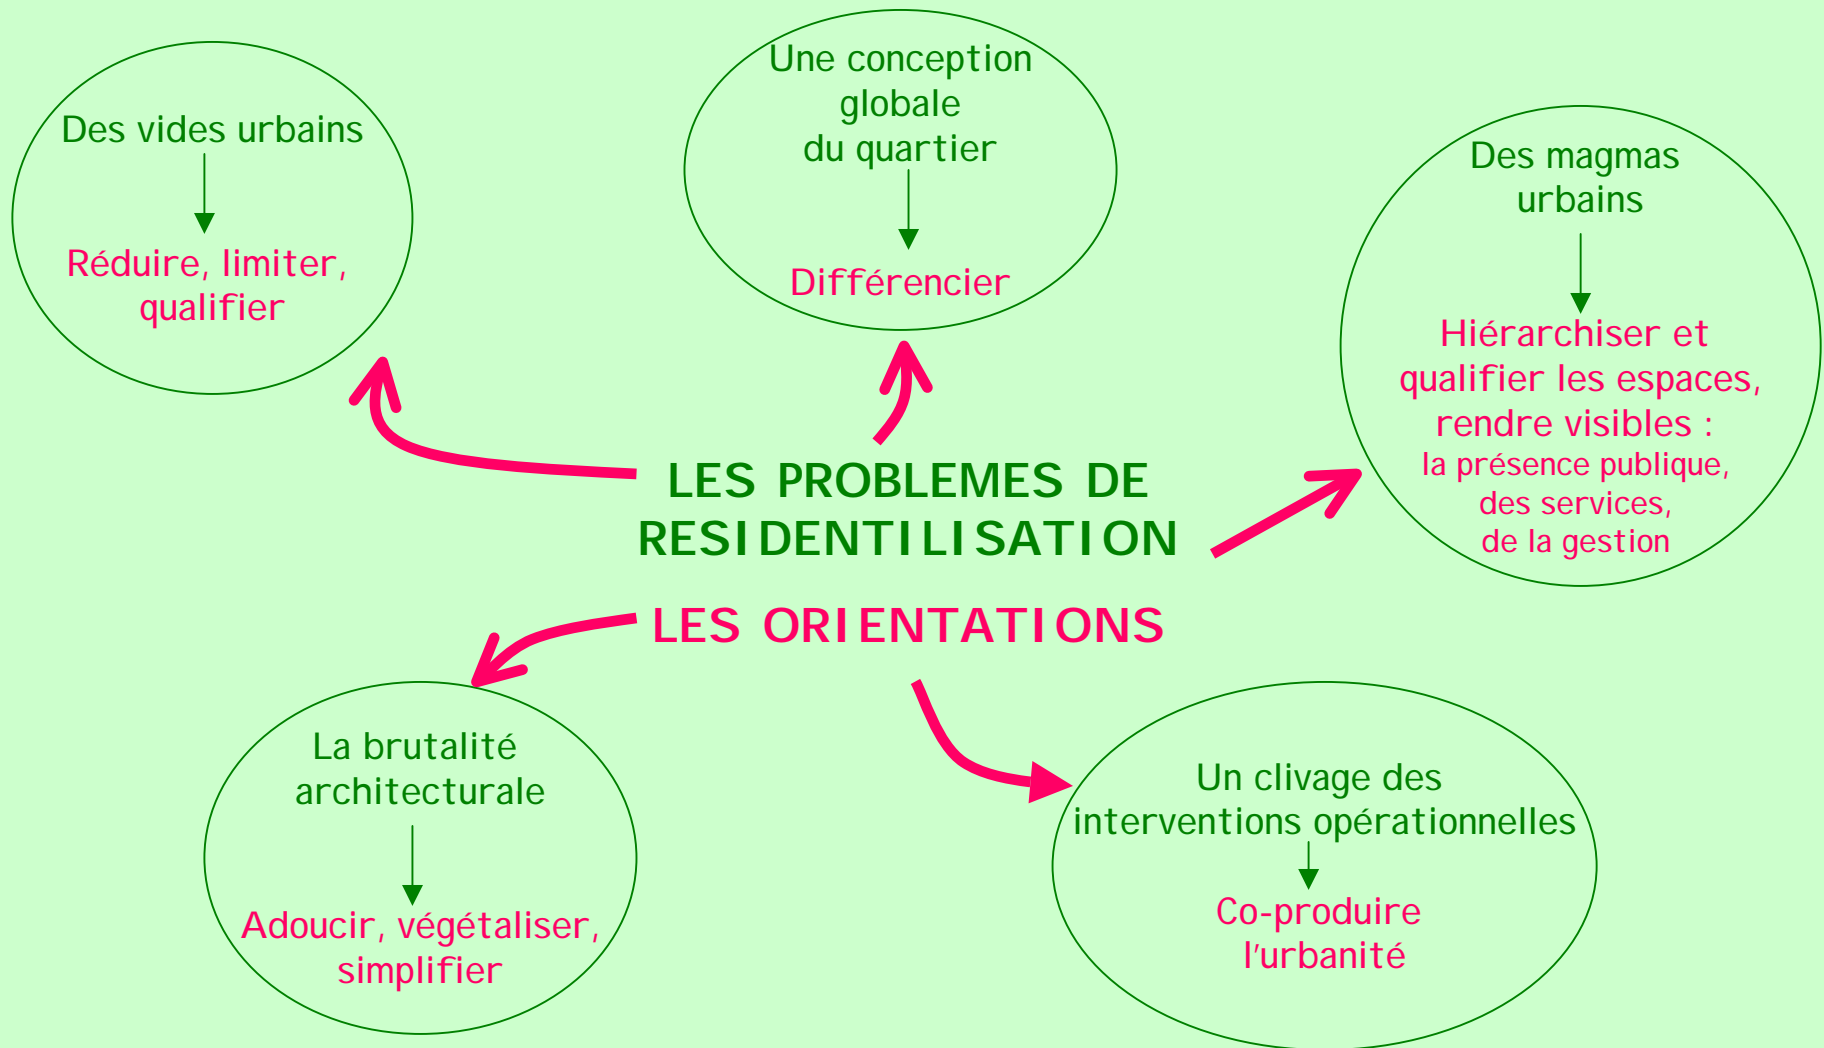 Des vides urbains
Réduire, limiter,
qualifier
Une conception
globale
du quartier
Différencier
Des magmas
urbains
Hiérarchiser et
qualifier les espaces,
rendre visibles :
la présence publique,
des services,
de la gestion
LES PROBLEMES DE
RESIDENTILISATION
LES ORIENTATIONS
La brutalité
architecturale
Adoucir, végétaliser,
simplifier
Un clivage des
interventions opérationnelles
Co-produire
l'urbanité